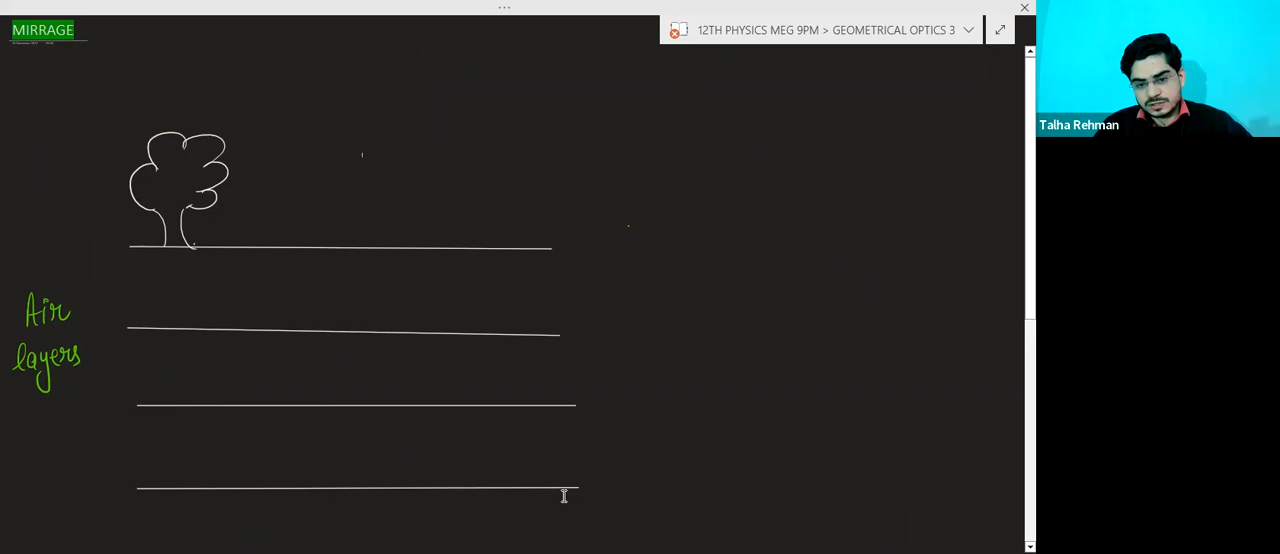 MIRRAGE
12TH PHYSICS MEG 9PM > GEOMETRICAL OPTICS 3
Talha Rehman
Air
layers